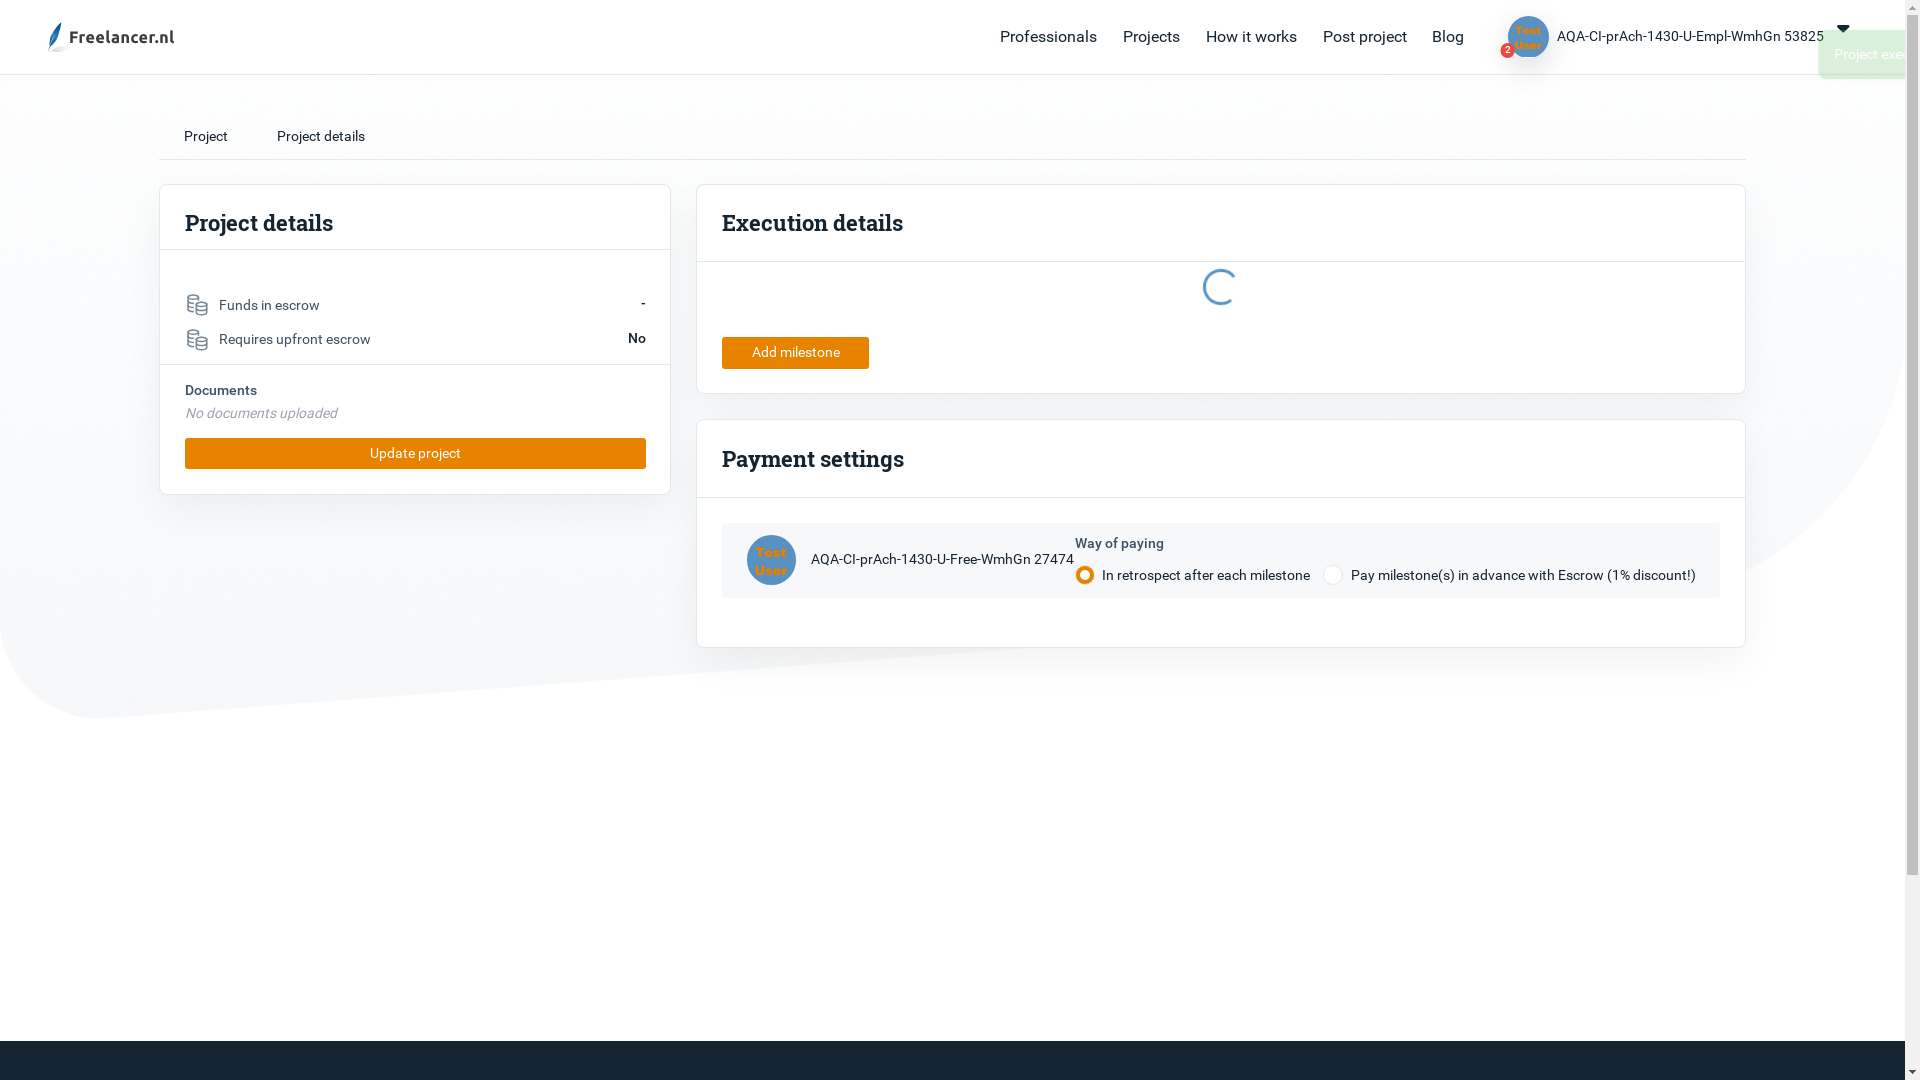 Freelancer.nl
Professionals
Projects
How it works
Post project
Blog
Test
User
2
AQA-CI-prAch-1430-U-Empl-WmhGn 53825
Project
Project
Project details
Project details
Funds in escrow
-
Requires upfront escrow
No
Documents
No documents uploaded
Update project
Execution details
Add milestone
Payment settings
Test
User
AQA-CI-prAch-1430-U-Free-WmhGn 27474
Way of paying
In retrospect after each milestone
Pay milestone(s) in advance with Escrow (1% discount!)